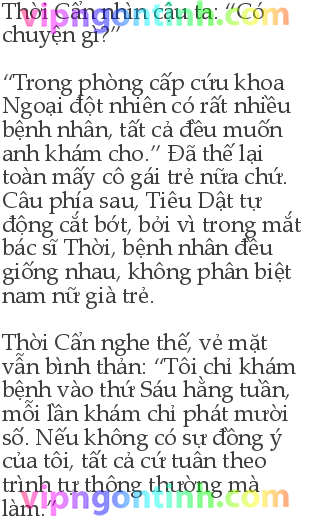 Thời Cẩn nhìn cậu ta: “Có
chuyện gì?”
“Trong phòng cấp cứu khoa
Ngoại đột nhiên có rất nhiều
bệnh nhân, tất cả đều muốn
anh khám cho.” Đã thế lại
toàn mấy cô gái trẻ nữa chứ.
Câu phía sau, Tiêu Dật tự
động cắt bớt, bởi vì trong mắt
bác sĩ Thời, bệnh nhân đều
giống nhau, không phân biệt
nam nữ già trẻ.
Thời Cẩn nghe thế, vẻ mặt
vẫn bình thản: “Tôi chỉ khám
bệnh vào thứ Sáu hằng tuần,
mỗi lần khám chỉ phát mười
số. Nếu không có sự đồng ý
của tôi, tất cả cứ tuân theo
trình tự thông thường mà
làm.”
vipngontinh.com
vipngontinh.com